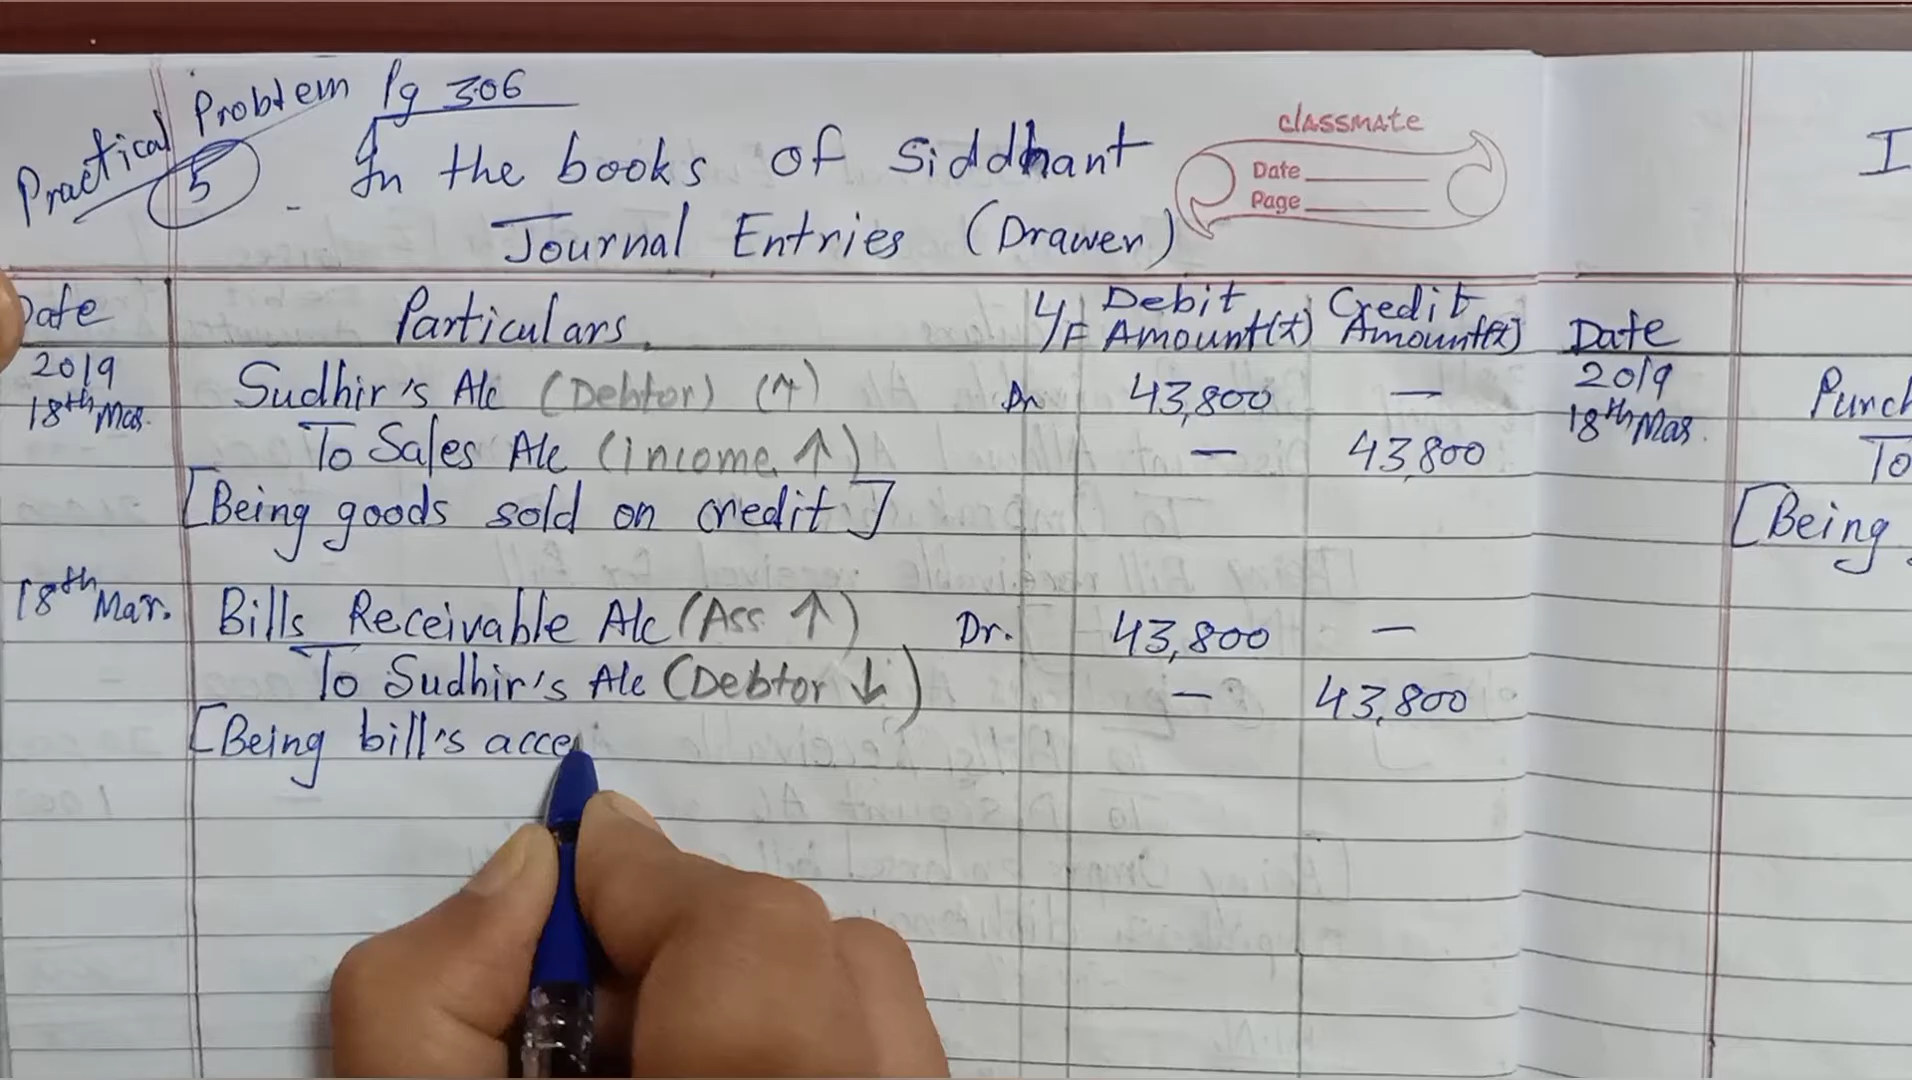 Practical Problem Pg 306
5
In the books of Siddhant
Journal Entries (Drawer)
classmate
Date
Page
Date Particulars L/F Debit Amount(₹) Credit Amount(₹)
2019
18th Mar. Sudhir's A/c (Debtor) (↑) Dr 43,800 —
To Sales A/c (income ↑) — 43,800
[Being goods sold on credit]
18th Mar. Bills Receivable A/c (Ass ↑) Dr. 43,800 —
To Sudhir's A/c (Debtor ↓) — 43,800
[Being bill's acce
I
Date
2019
18th Mar. Purch
To
[Being